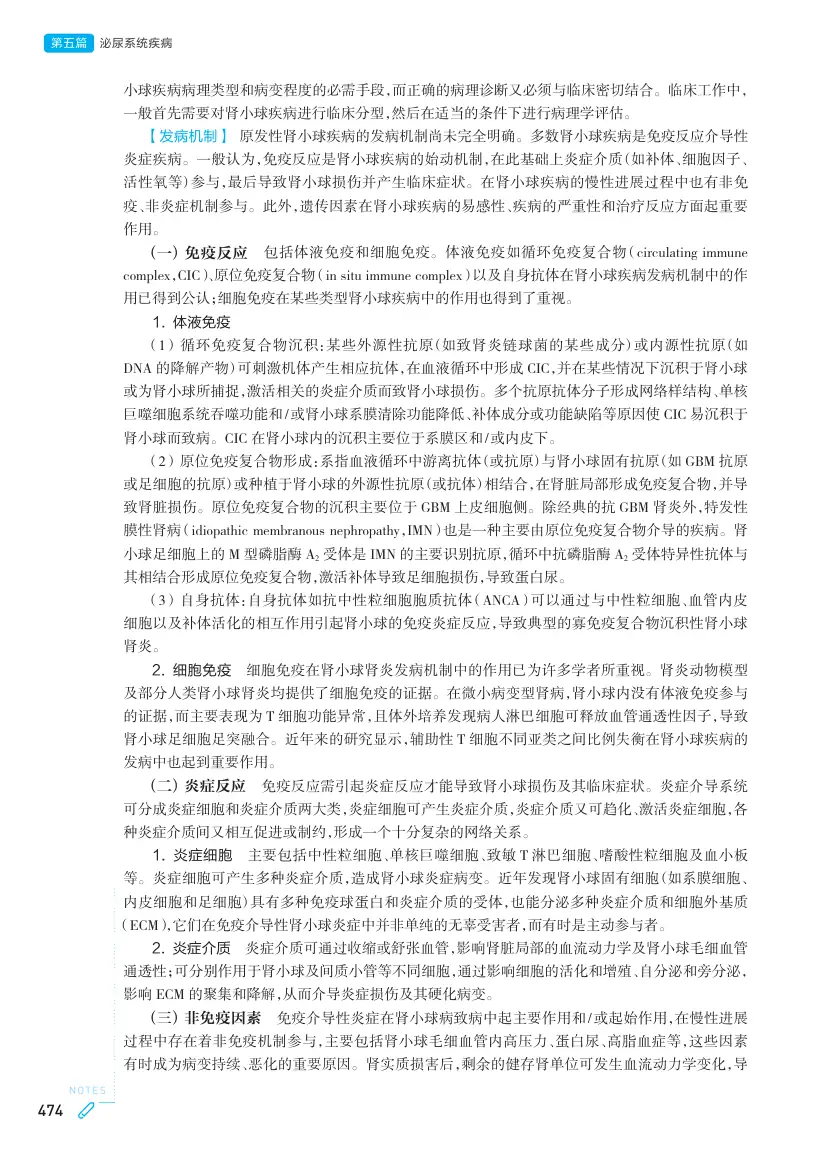 第五篇 泌尿系统疾病
小球疾病病理类型和病变程度的必需手段,而正确的病理诊断又必须与临床密切结合。临床工作中,
一般首先需要对肾小球疾病进行临床分型,然后在适当的条件下进行病理学评估。
【发病机制】 原发性肾小球疾病的发病机制尚未完全明确。多数肾小球疾病是免疫反应介导性
炎症疾病。一般认为,免疫反应是肾小球疾病的始动机制,在此基础上炎症介质(如补体、细胞因子、
活性氧等)参与,最后导致肾小球损伤并产生临床症状。在肾小球疾病的慢性进展过程中也有非免
疫、非炎症机制参与。此外,遗传因素在肾小球疾病的易感性、疾病的严重性和治疗反应方面起重要
作用。
(一) 免疫反应 包括体液免疫和细胞免疫。体液免疫如循环免疫复合物(circulating immune
complex,CIC)、原位免疫复合物(in situ immune complex)以及自身抗体在肾小球疾病发病机制中的作
用已得到公认;细胞免疫在某些类型肾小球疾病中的作用也得到了重视。
1. 体液免疫
(1) 循环免疫复合物沉积:某些外源性抗原(如致肾炎链球菌的某些成分)或内源性抗原(如
DNA 的降解产物)可刺激机体产生相应抗体,在血液循环中形成 CIC,并在某些情况下沉积于肾小球
或为肾小球所捕捉,激活相关的炎症介质而致肾小球损伤。多个抗原抗体分子形成网络样结构、单核
巨噬细胞系统吞噬功能和/或肾小球系膜清除功能降低、补体成分或功能缺陷等原因使 CIC 易沉积于
肾小球而致病。CIC 在肾小球内的沉积主要位于系膜区和/或内皮下。
(2) 原位免疫复合物形成:系指血液循环中游离抗体(或抗原)与肾小球固有抗原(如 GBM 抗原
或足细胞的抗原)或种植于肾小球的外源性抗原(或抗体)相结合,在肾脏局部形成免疫复合物,并导
致肾脏损伤。原位免疫复合物的沉积主要位于 GBM 上皮细胞侧。除经典的抗 GBM 肾炎外,特发性
膜性肾病(idiopathic membranous nephropathy,IMN)也是一种主要由原位免疫复合物介导的疾病。肾
小球足细胞上的 M 型磷脂酶 A₂ 受体是 IMN 的主要识别抗原,循环中抗磷脂酶 A₂ 受体特异性抗体与
其相结合形成原位免疫复合物,激活补体导致足细胞损伤,导致蛋白尿。
(3) 自身抗体:自身抗体如抗中性粒细胞胞质抗体(ANCA)可以通过与中性粒细胞、血管内皮
细胞以及补体活化的相互作用引起肾小球的免疫炎症反应,导致典型的寡免疫复合物沉积性肾小球
肾炎。
2. 细胞免疫 细胞免疫在肾小球肾炎发病机制中的作用已为许多学者所重视。肾炎动物模型
及部分人类肾小球肾炎均提供了细胞免疫的证据。在微小病变型肾病,肾小球内没有体液免疫参与
的证据,而主要表现为 T 细胞功能异常,且体外培养发现病人淋巴细胞可释放血管通透性因子,导致
肾小球足细胞足突融合。近年来的研究显示,辅助性 T 细胞不同亚类之间比例失衡在肾小球疾病的
发病中也起到重要作用。
(二) 炎症反应 免疫反应需引起炎症反应才能导致肾小球损伤及其临床症状。炎症介导系统
可分成炎症细胞和炎症介质两大类,炎症细胞可产生炎症介质,炎症介质又可趋化、激活炎症细胞,各
种炎症介质间又相互促进或制约,形成一个十分复杂的网络关系。
1. 炎症细胞 主要包括中性粒细胞、单核巨噬细胞、致敏 T 淋巴细胞、嗜酸性粒细胞及血小板
等。炎症细胞可产生多种炎症介质,造成肾小球炎症病变。近年发现肾小球固有细胞(如系膜细胞、
内皮细胞和足细胞)具有多种免疫球蛋白和炎症介质的受体,也能分泌多种炎症介质和细胞外基质
(ECM),它们在免疫介导性肾小球炎症中并非单纯的无辜受害者,而有时是主动参与者。
2. 炎症介质 炎症介质可通过收缩或舒张血管,影响肾脏局部的血流动力学及肾小球毛细血管
通透性;可分别作用于肾小球及间质小管等不同细胞,通过影响细胞的活化和增殖、自分泌和旁分泌,
影响 ECM 的聚集和降解,从而介导炎症损伤及其硬化病变。
(三) 非免疫因素 免疫介导性炎症在肾小球病致病中起主要作用和/或起始作用,在慢性进展
过程中存在着非免疫机制参与,主要包括肾小球毛细血管内高压力、蛋白尿、高脂血症等,这些因素
有时成为病变持续、恶化的重要原因。肾实质损害后,剩余的健存肾单位可发生血流动力学变化,导
NOTES
474